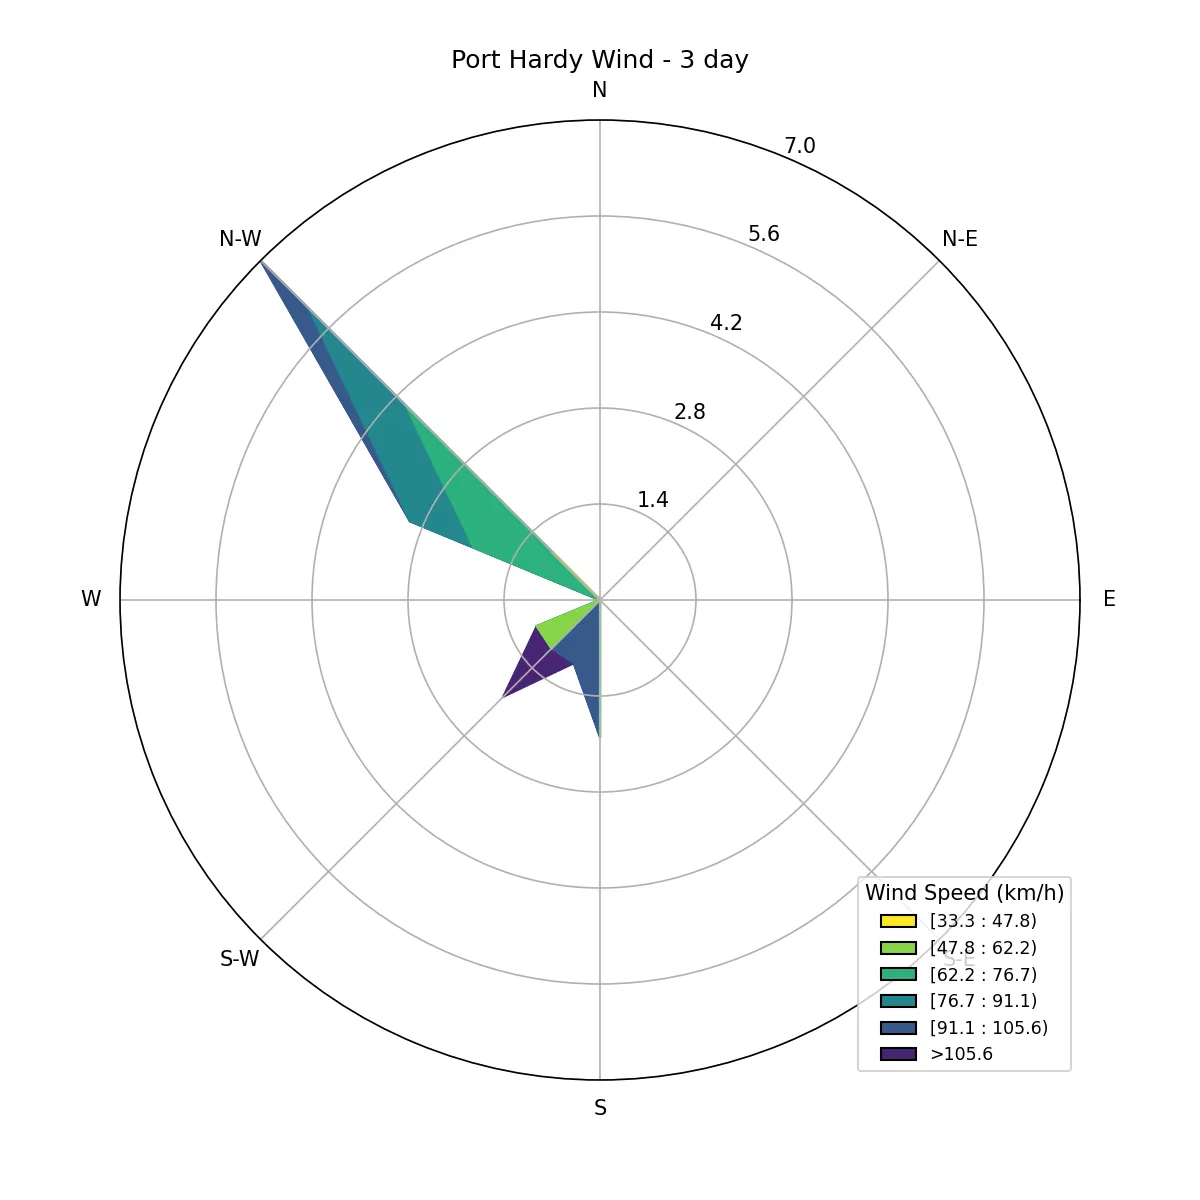 Port Hardy Wind - 3 day
N
7.0
5.6
N-W
N-E
4.2
2.8
1.4
W
E
S-W
S-E
S
Wind Speed (km/h)
[33.3 : 47.8)
[47.8 : 62.2)
[62.2 : 76.7)
[76.7 : 91.1)
[91.1 : 105.6)
>105.6